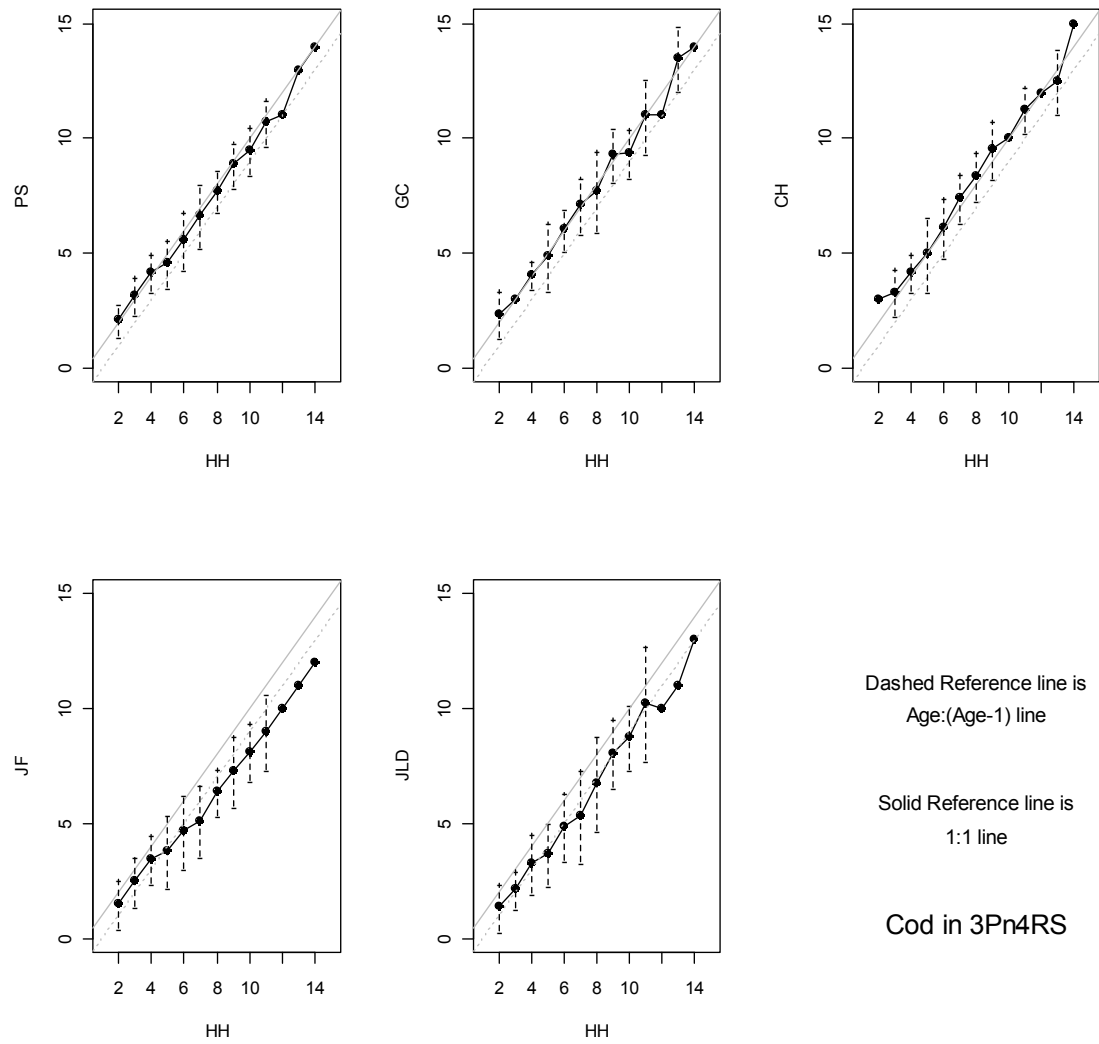 15
10
5
0
PS
2 4 6 8 10 14
HH
15
10
5
0
GC
2 4 6 8 10 14
HH
15
10
5
0
CH
2 4 6 8 10 14
HH
15
10
5
0
JF
2 4 6 8 10 14
HH
15
10
5
0
JLD
2 4 6 8 10 14
HH
Dashed Reference line is
Age:(Age-1) line
Solid Reference line is
1:1 line
Cod in 3Pn4RS